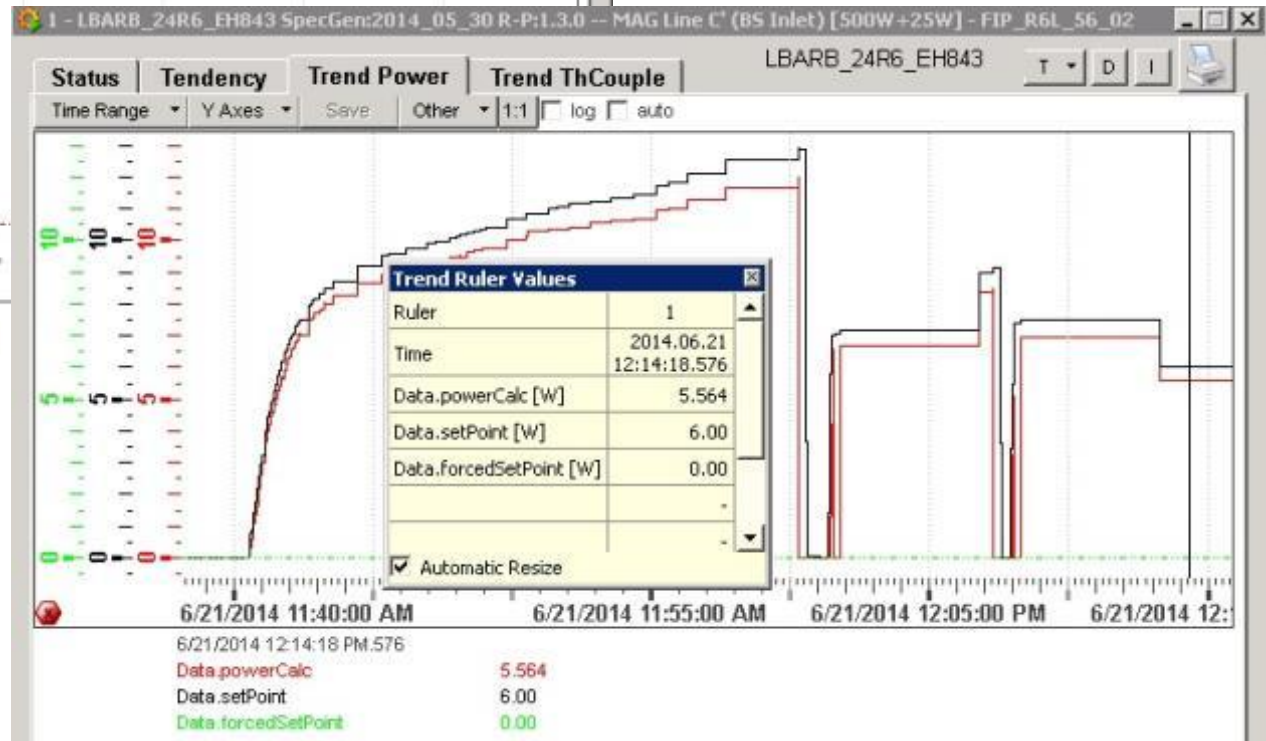 1 - LBARB_24R6_EH843 SpecGen:2014_05_30 R-P:1.3.0 -- MAG Line C' (BS Inlet) [500W+25W] - FIP_R6L_56_02
Status Tendency Trend Power Trend ThCouple LBARB_24R6_EH843 T D I
Time Range Y Axes Save Other 1:1 log auto
10 10 10
5 5 5
0 0 0
Trend Ruler Values
Ruler 1
Time 2014.06.21
12:14:18.576
Data.powerCalc [W] 5.564
Data.setPoint [W] 6.00
Data.forcedSetPoint [W] 0.00
-
-
Automatic Resize
6/21/2014 11:40:00 AM 6/21/2014 11:55:00 AM 6/21/2014 12:05:00 PM 6/21/2014 12:
6/21/2014 12:14:18 PM.576
Data.powerCalc 5.564
Data.setPoint 6.00
Data.forcedSetPoint 0.00